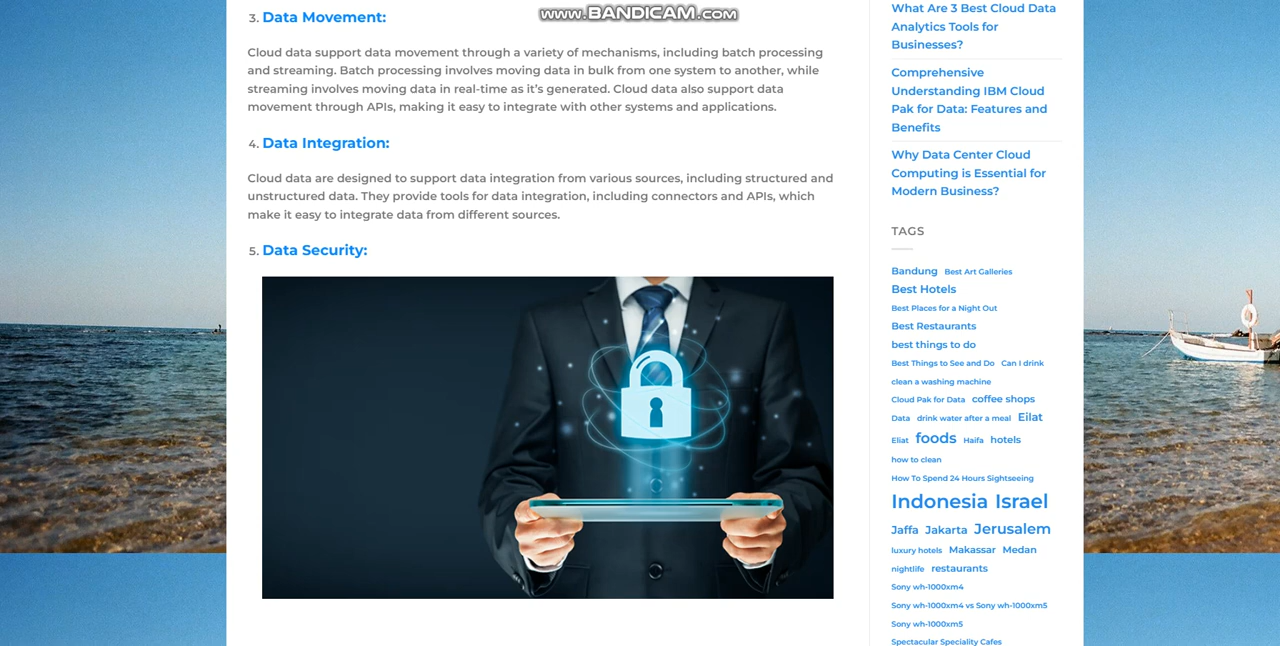 www.BANDICAM.com
3. Data Movement:
Cloud data support data movement through a variety of mechanisms, including batch processing
and streaming. Batch processing involves moving data in bulk from one system to another, while
streaming involves moving data in real-time as it’s generated. Cloud data also support data
movement through APIs, making it easy to integrate with other systems and applications.
4. Data Integration:
Cloud data are designed to support data integration from various sources, including structured and
unstructured data. They provide tools for data integration, including connectors and APIs, which
make it easy to integrate data from different sources.
5. Data Security:
What Are 3 Best Cloud Data
Analytics Tools for
Businesses?
Comprehensive
Understanding IBM Cloud
Pak for Data: Features and
Benefits
Why Data Center Cloud
Computing is Essential for
Modern Business?
TAGS
Bandung Best Art Galleries
Best Hotels
Best Places for a Night Out
Best Restaurants
best things to do
Best Things to See and Do Can I drink
clean a washing machine
Cloud Pak for Data coffee shops
Data drink water after a meal Eilat
Eliat foods Haifa hotels
how to clean
How To Spend 24 Hours Sightseeing
Indonesia Israel
Jaffa Jakarta Jerusalem
luxury hotels Makassar Medan
nightlife restaurants
Sony wh-1000xm4
Sony wh-1000xm4 vs Sony wh-1000xm5
Sony wh-1000xm5
Spectacular Speciality Cafes